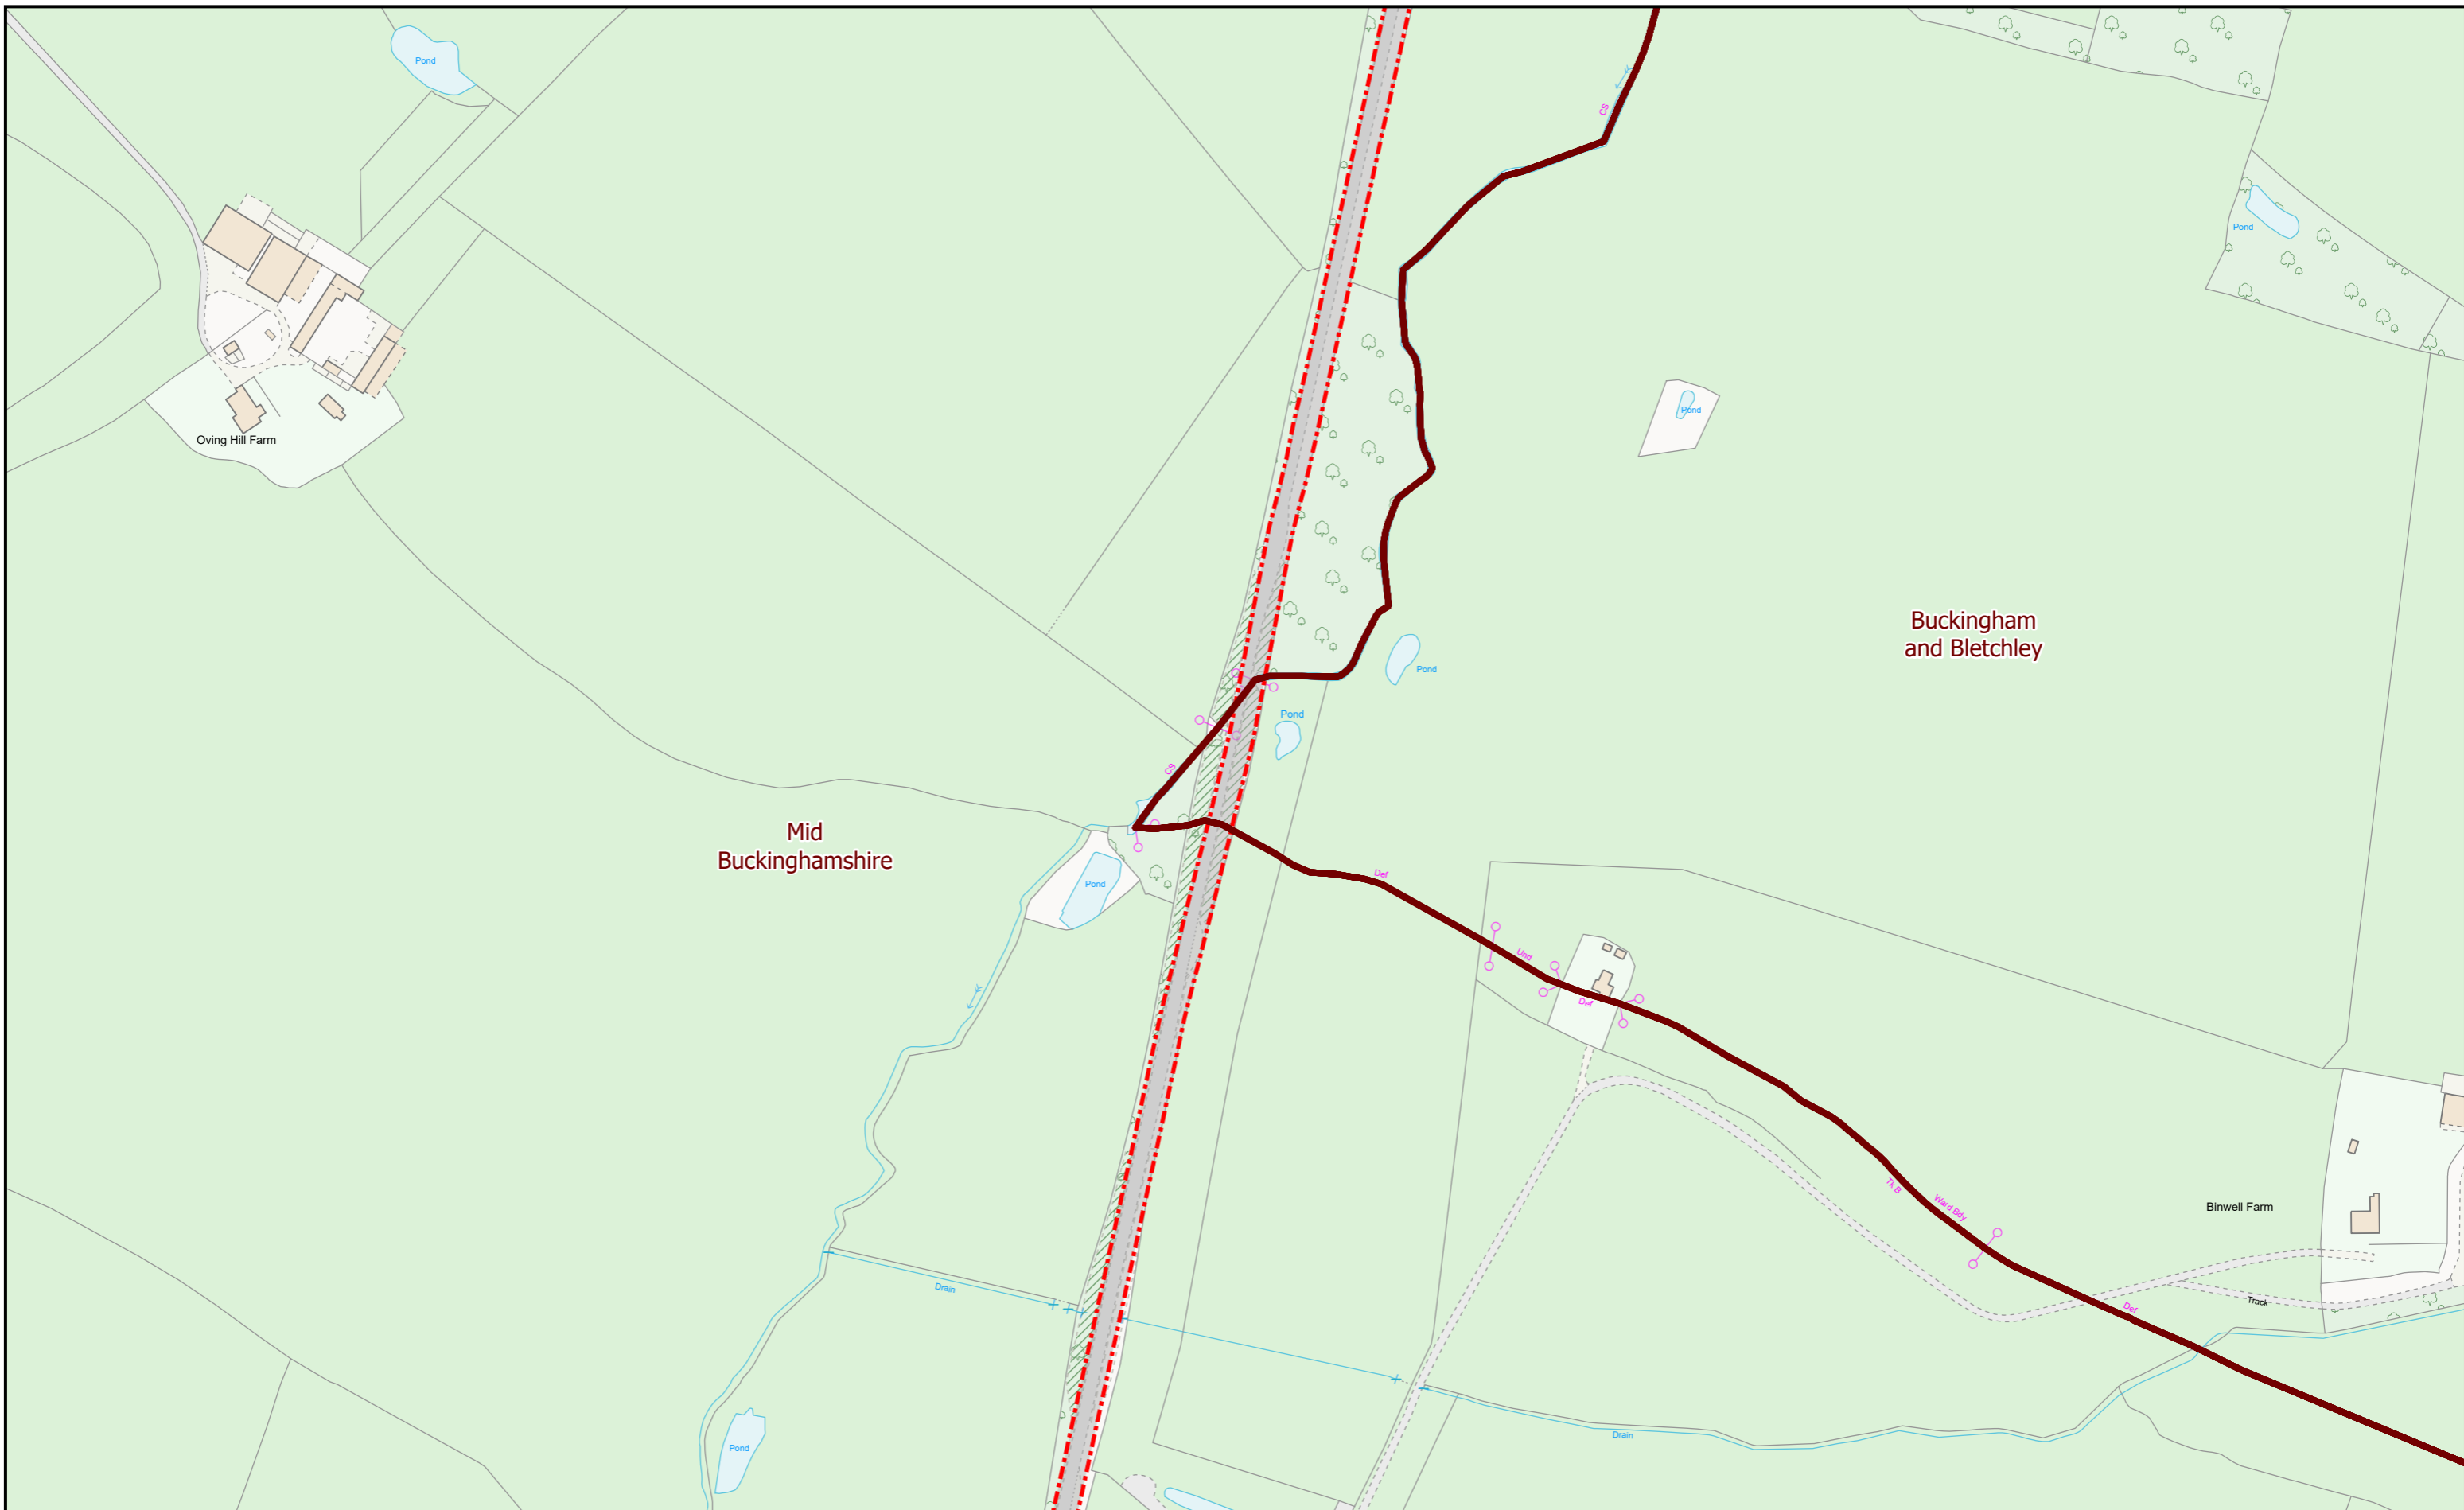 Pond
CS
Pond
Pond
Oving Hill Farm
Buckingham
and Bletchley
Pond
Pond
CS
Mid
Buckinghamshire
Def
Pond
Und
Def
Tk B
Ward Bdy
Binwell Farm
Drain
Track
Def
Drain
Pond